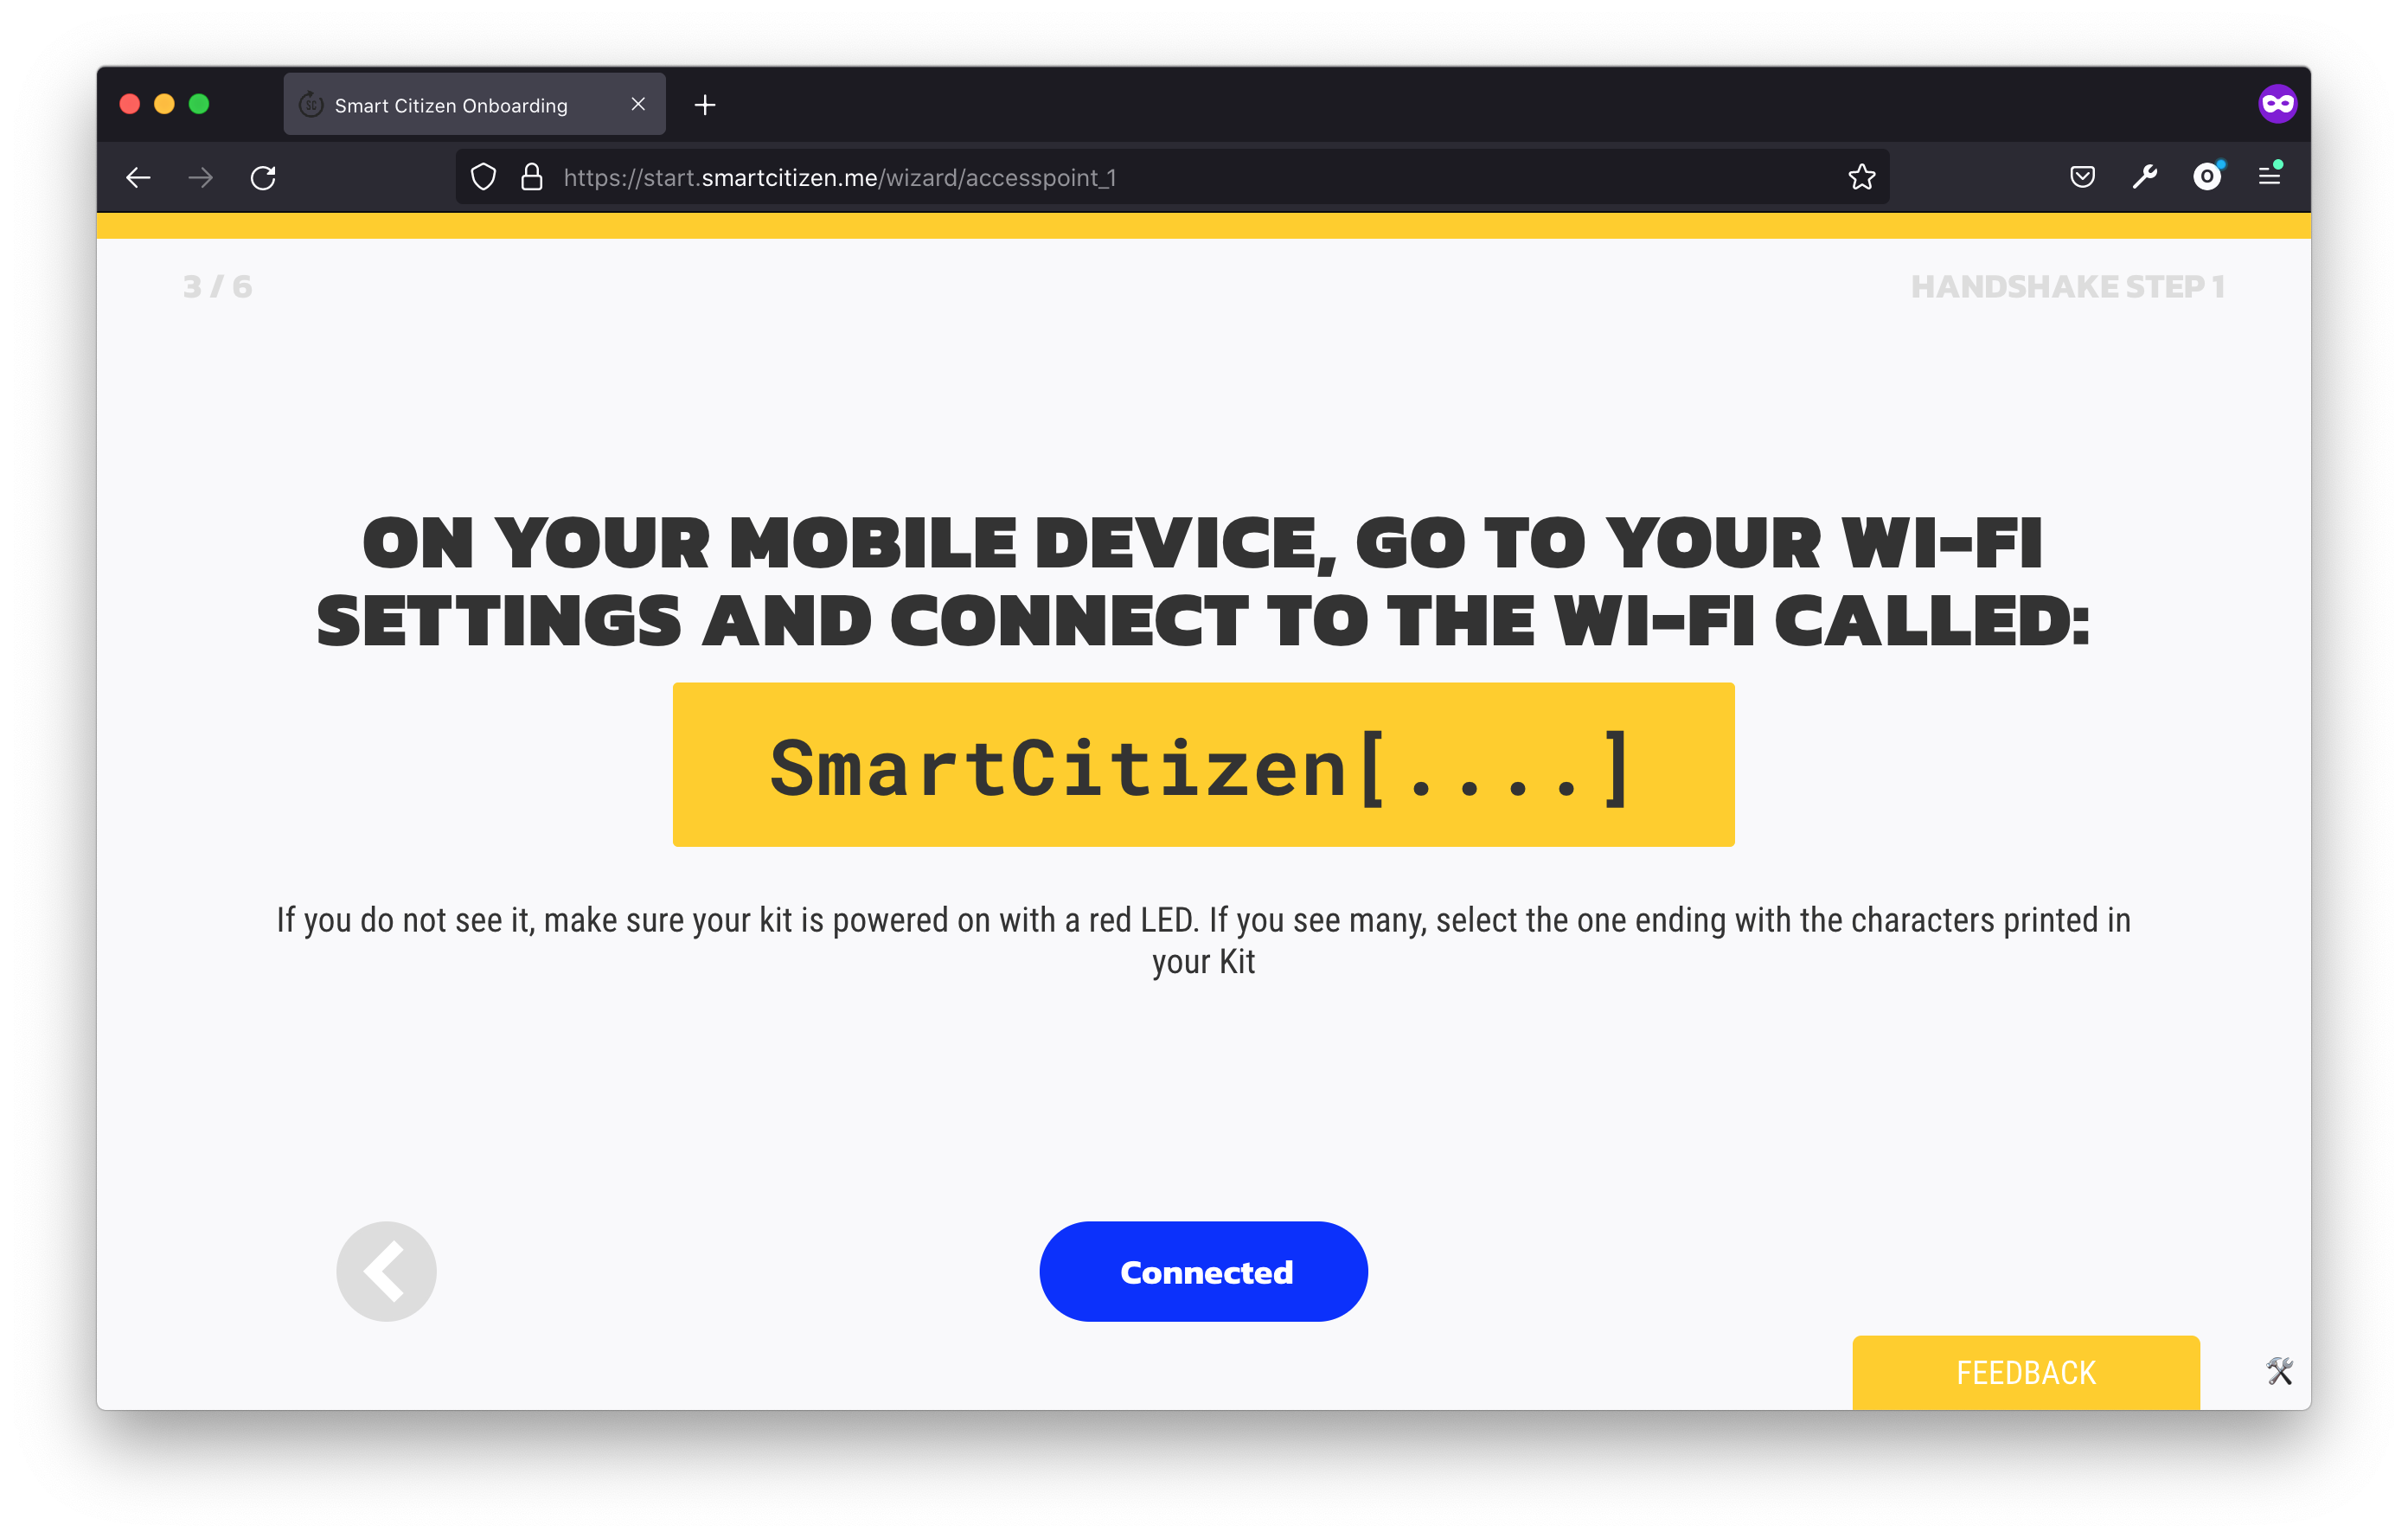 Smart Citizen Onboarding
https://start.smartcitizen.me/wizard/accesspoint_1
3 / 6
HANDSHAKE STEP 1
ON YOUR MOBILE DEVICE, GO TO YOUR WI-FI
SETTINGS AND CONNECT TO THE WI-FI CALLED:
SmartCitizen[....]
If you do not see it, make sure your kit is powered on with a red LED. If you see many, select the one ending with the characters printed in
your Kit
Connected
FEEDBACK